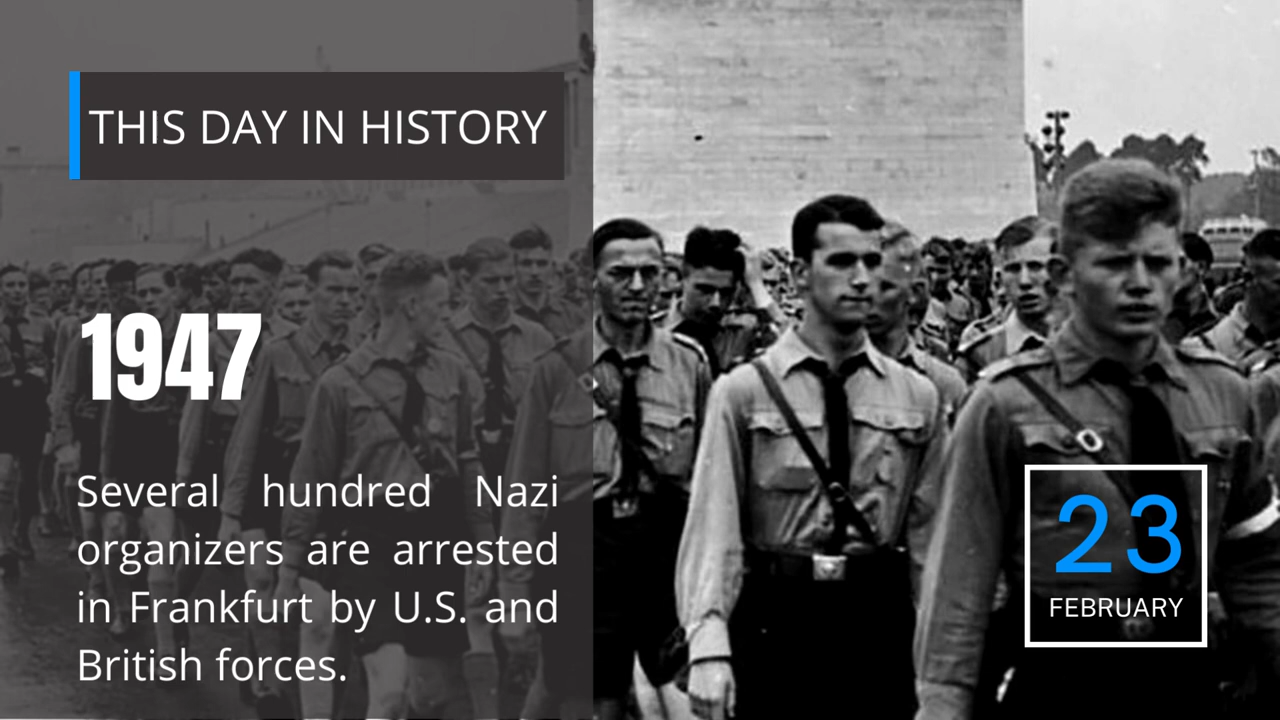 THIS DAY IN HISTORY
1947
Several hundred Nazi
organizers are arrested
in Frankfurt by U.S. and
British forces.
23
FEBRUARY